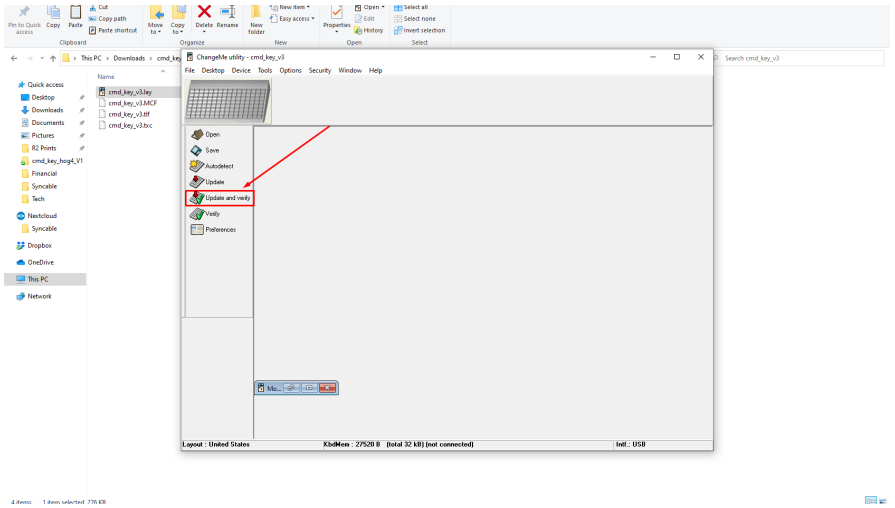 Pin to Quick access
Copy
Paste
Cut
Copy path
Paste shortcut
Clipboard
Move to
Copy to
Delete
Rename
Organize
New folder
New item
Easy access
New
Properties
Open
Edit
History
Open
Select all
Select none
Invert selection
Select
This PC > Downloads > cmd_key
Search cmd_key_v3
Quick access
Desktop
Downloads
Documents
Pictures
R2 Prints
cmd_key_hog4_V1
Financial
Syncable
Tech
Nextcloud
Syncable
Dropbox
OneDrive
This PC
Network
Name
cmd_key_v3.lay
cmd_key_v3.MCF
cmd_key_v3.tlf
cmd_key_v3.txc
ChangeMe utility - cmd_key_v3
File Desktop Device Tools Options Security Window Help
Open
Save
Autodetect
Update
Update and verify
Verify
Preferences
Me...
Layout : United States
KbdMem : 27520 B (total 32 kB) (not connected)
Intf.: USB
4 items 1 item selected 276 KB